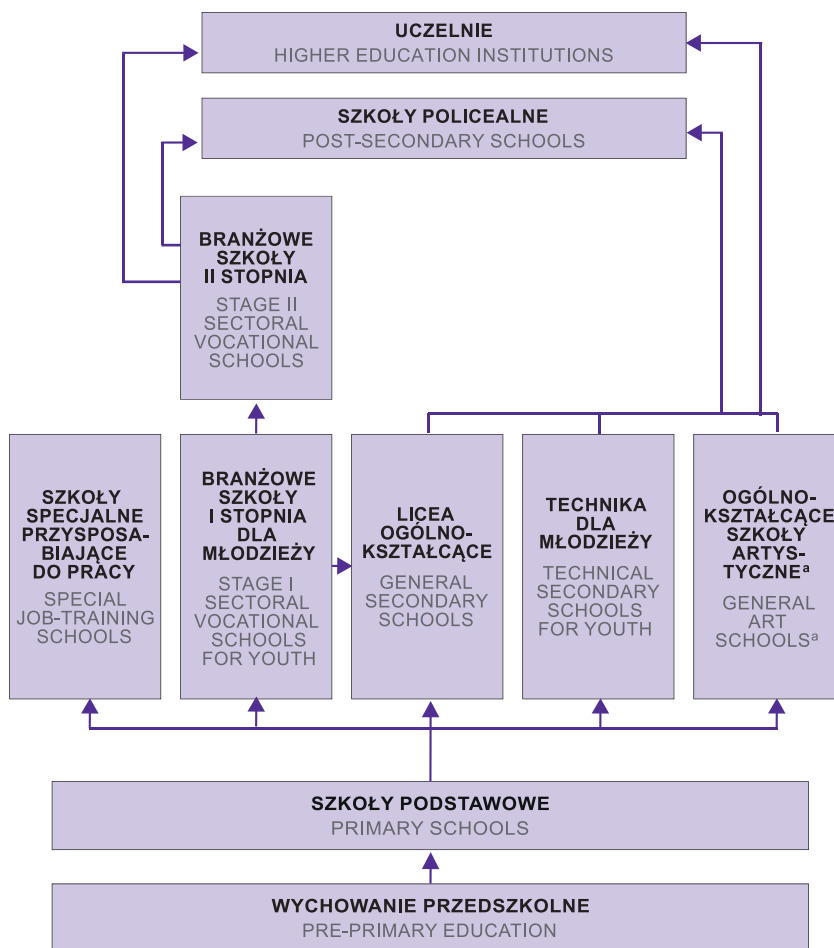 UCZELNIE
HIGHER EDUCATION INSTITUTIONS
SZKOŁY POLICEALNE
POST-SECONDARY SCHOOLS
BRANŻOWE
SZKOŁY
II STOPNIA
STAGE II
SECTORAL
VOCATIONAL
SCHOOLS
SZKOŁY
SPECJALNE
PRZYSPOSA-
BIAJĄCE
DO PRACY
SPECIAL
JOB-TRAINING
SCHOOLS
BRANŻOWE
SZKOŁY
I STOPNIA
DLA
MŁODZIEŻY
STAGE I
SECTORAL
VOCATIONAL
SCHOOLS
FOR YOUTH
LICEA
OGÓLNO-
KSZTAŁCĄCE
GENERAL
SECONDARY
SCHOOLS
TECHNIKA
DLA
MŁODZIEŻY
TECHNICAL
SECONDARY
SCHOOLS
FOR YOUTH
OGÓLNO-
KSZTAŁCĄCE
SZKOŁY
ARTYS-
TYCZNEª
GENERAL
ART
SCHOOLSª
SZKOŁY PODSTAWOWE
PRIMARY SCHOOLS
WYCHOWANIE PRZEDSZKOLNE
PRE-PRIMARY EDUCATION